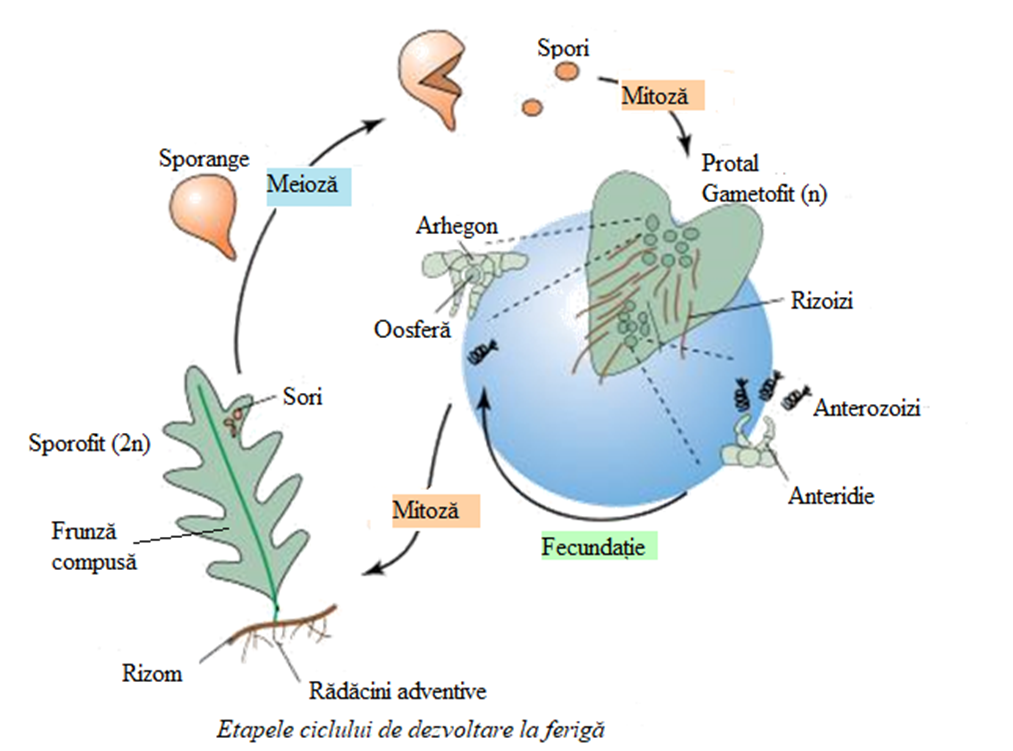 Spori
Mitoză
Sporange
Meioză
Protal
Gametofit (n)
Arhegon
Rizoizi
Oosferă
Sori
Anterozoizi
Sporofit (2n)
Anteridie
Mitoză
Frunză
compusă
Fecundație
Rizom
Rădăcini adventive
Etapele ciclului de dezvoltare la ferigă